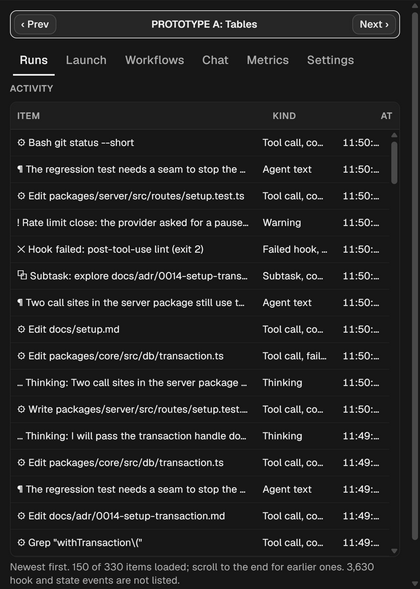 ‹ Prev PROTOTYPE A: Tables Next ›
Runs Launch Workflows Chat Metrics Settings
ACTIVITY
ITEM KIND AT
⚙ Bash git status --short Tool call, co… 11:50:…
¶ The regression test needs a seam to stop the … Agent text 11:50:…
⚙ Edit packages/server/src/routes/setup.test.ts Tool call, co… 11:50:…
! Rate limit close: the provider asked for a pause… Warning 11:50:…
✕ Hook failed: post-tool-use lint (exit 2) Failed hook, … 11:50:…
⧉ Subtask: explore docs/adr/0014-setup-trans… Subtask, co… 11:50:…
¶ Two call sites in the server package still use t… Agent text 11:50:…
⚙ Edit docs/setup.md Tool call, co… 11:50:…
⚙ Edit packages/core/src/db/transaction.ts Tool call, fail… 11:50:…
… Thinking: Two call sites in the server package … Thinking 11:50:…
⚙ Write packages/server/src/routes/setup.test.… Tool call, co… 11:50:…
… Thinking: I will pass the transaction handle do… Thinking 11:49:…
⚙ Edit packages/core/src/db/transaction.ts Tool call, co… 11:49:…
¶ The regression test needs a seam to stop the … Agent text 11:49:…
⚙ Edit docs/adr/0014-setup-transaction.md Tool call, co… 11:49:…
⚙ Grep "withTransaction\(" Tool call, co… 11:49:…
Newest first. 150 of 330 items loaded; scroll to the end for earlier ones. 3,630
hook and state events are not listed.